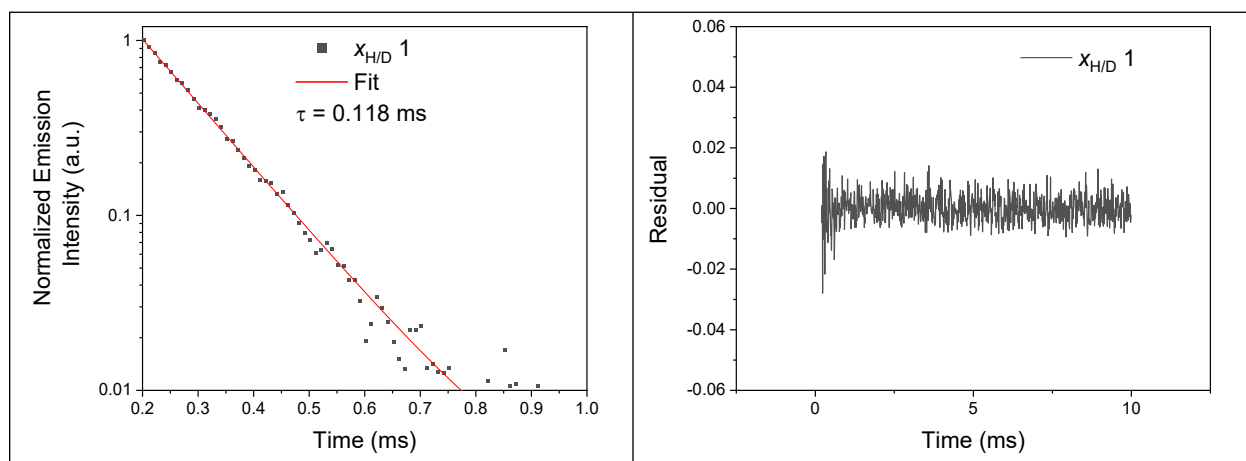 Normalized Emission
Intensity (a.u.)
1
0.1
0.01
x_H/D 1
Fit
τ = 0.118 ms
0.2 0.3 0.4 0.5 0.6 0.7 0.8 0.9 1.0
Time (ms)
Residual
0.06
0.04
0.02
0.00
-0.02
-0.04
-0.06
x_H/D 1
0 5 10
Time (ms)